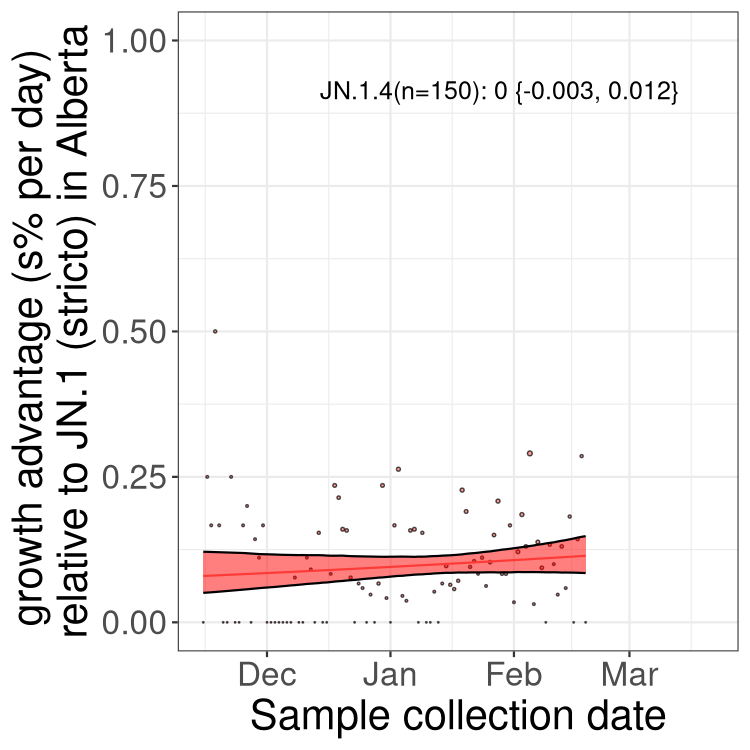 growth advantage (s% per day)
relative to JN.1 (stricto) in Alberta
1.00
JN.1.4(n=150): 0 {-0.003, 0.012}
0.75
0.50
0.25
0.00
Dec Jan Feb Mar
Sample collection date